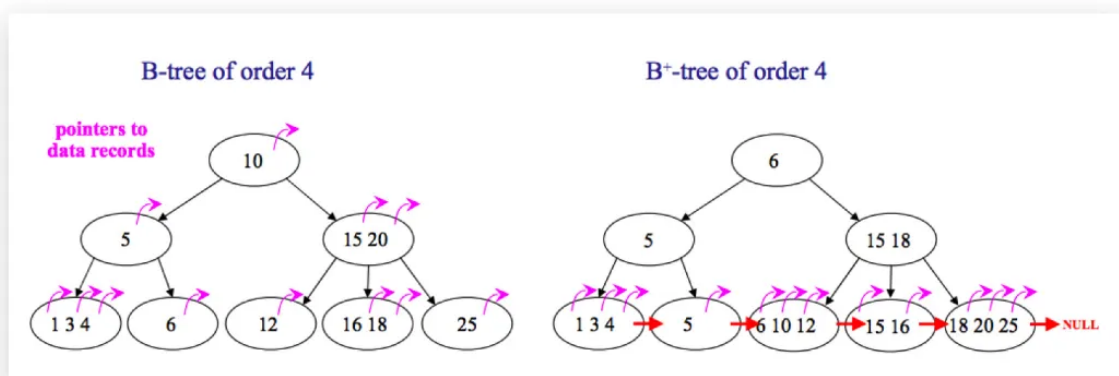 B-tree of order 4
pointers to
data records
10
5
15 20
1 3 4
6
12
16 18
25
B⁺-tree of order 4
6
5
15 18
1 3 4
5
6 10 12
15 16
18 20 25
NULL